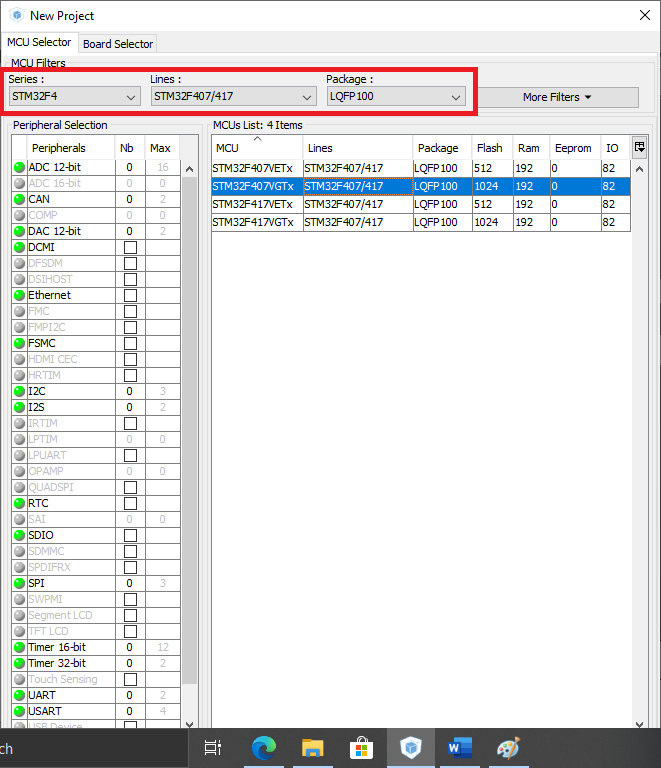 New Project
MCU Selector Board Selector
MCU Filters
Series : Lines : Package :
STM32F4 STM32F407/417 LQFP100 More Filters
Peripheral Selection MCUs List: 4 Items
Peripherals Nb Max MCU Lines Package Flash Ram Eeprom IO
ADC 12-bit 0 16 STM32F407VETx STM32F407/417 LQFP100 512 192 0 82
ADC 16-bit 0 0 STM32F407VGTx STM32F407/417 LQFP100 1024 192 0 82
CAN 0 2 STM32F417VETx STM32F407/417 LQFP100 512 192 0 82
COMP 0 0 STM32F417VGTx STM32F407/417 LQFP100 1024 192 0 82
DAC 12-bit 0 2
DCMI
DFSDM
DSIHOST
Ethernet
FMC
FMPI2C
FSMC
HDMI CEC
HRTIM
I2C 0 3
I2S 0 2
IRTIM
LPTIM 0 0
LPUART
OPAMP 0 0
QUADSPI
RTC
SAI 0 0
SDIO
SDMMC
SPDIFRX
SPI 0 3
SWPMI
Segment LCD
TFT LCD
Timer 16-bit 0 12
Timer 32-bit 0 2
Touch Sensing
UART 0 2
USART 0 4
USB Device
ch